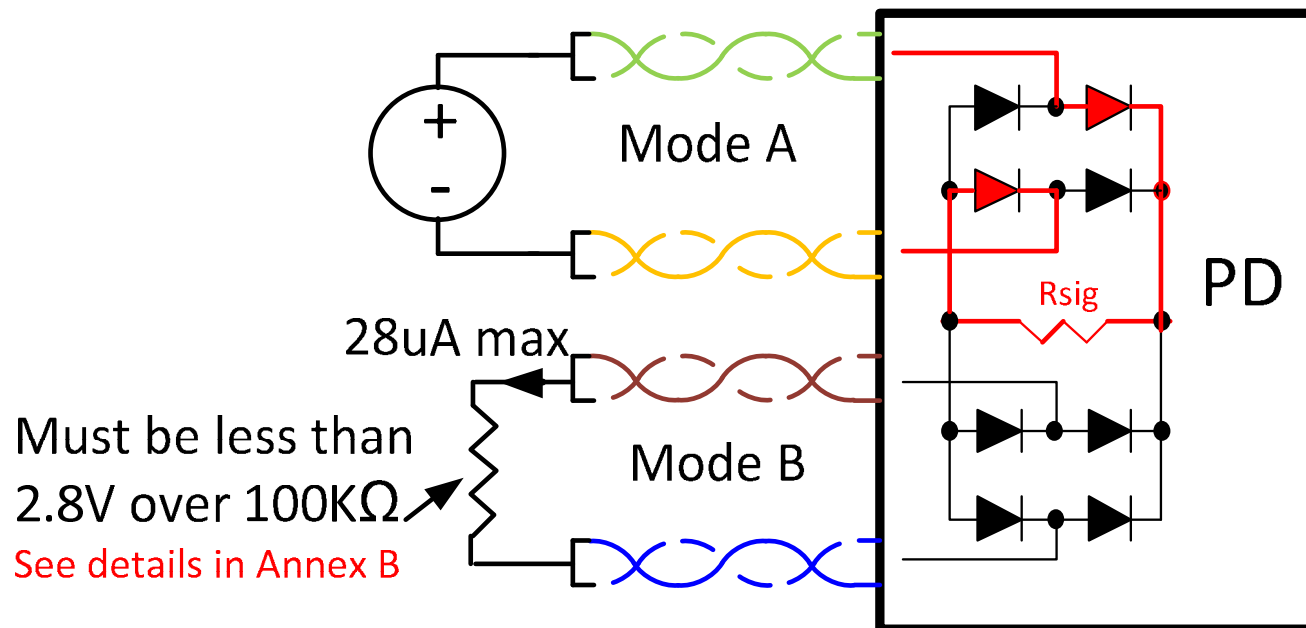 +
-
Mode A
PD
Rsig
28uA max
Must be less than
2.8V over 100KΩ
See details in Annex B
Mode B